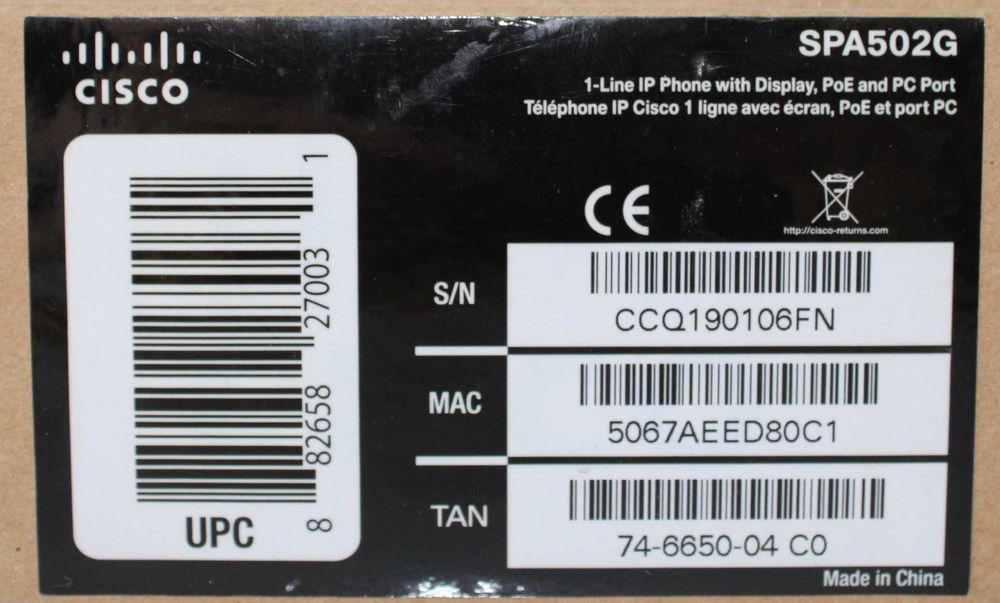 CISCO
SPA502G
1-Line IP Phone with Display, PoE and PC Port
Téléphone IP Cisco 1 ligne avec écran, PoE et port PC
8 82658 27003 1
UPC
CE
http://cisco-returns.com
S/N
CCQ190106FN
MAC
5067AEED80C1
TAN
74-6650-04 C0
Made in China